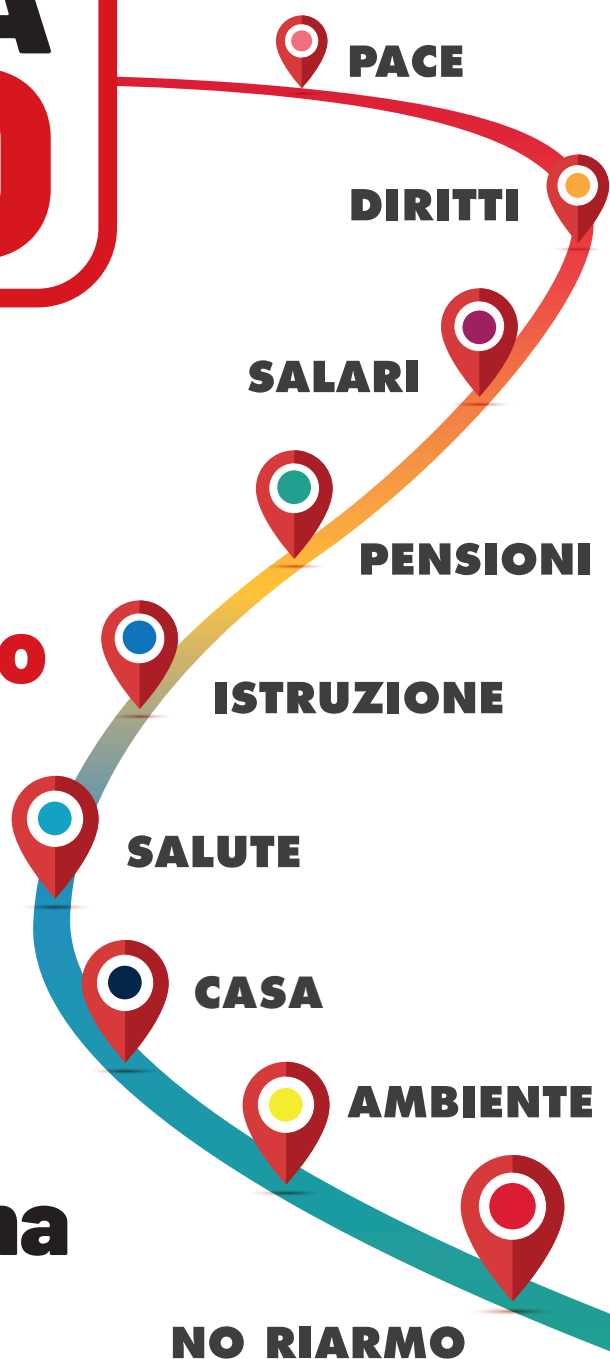 PACE
DIRITTI
SALARI
PENSIONI
ISTRUZIONE
SALUTE
CASA
AMBIENTE
NO RIARMO